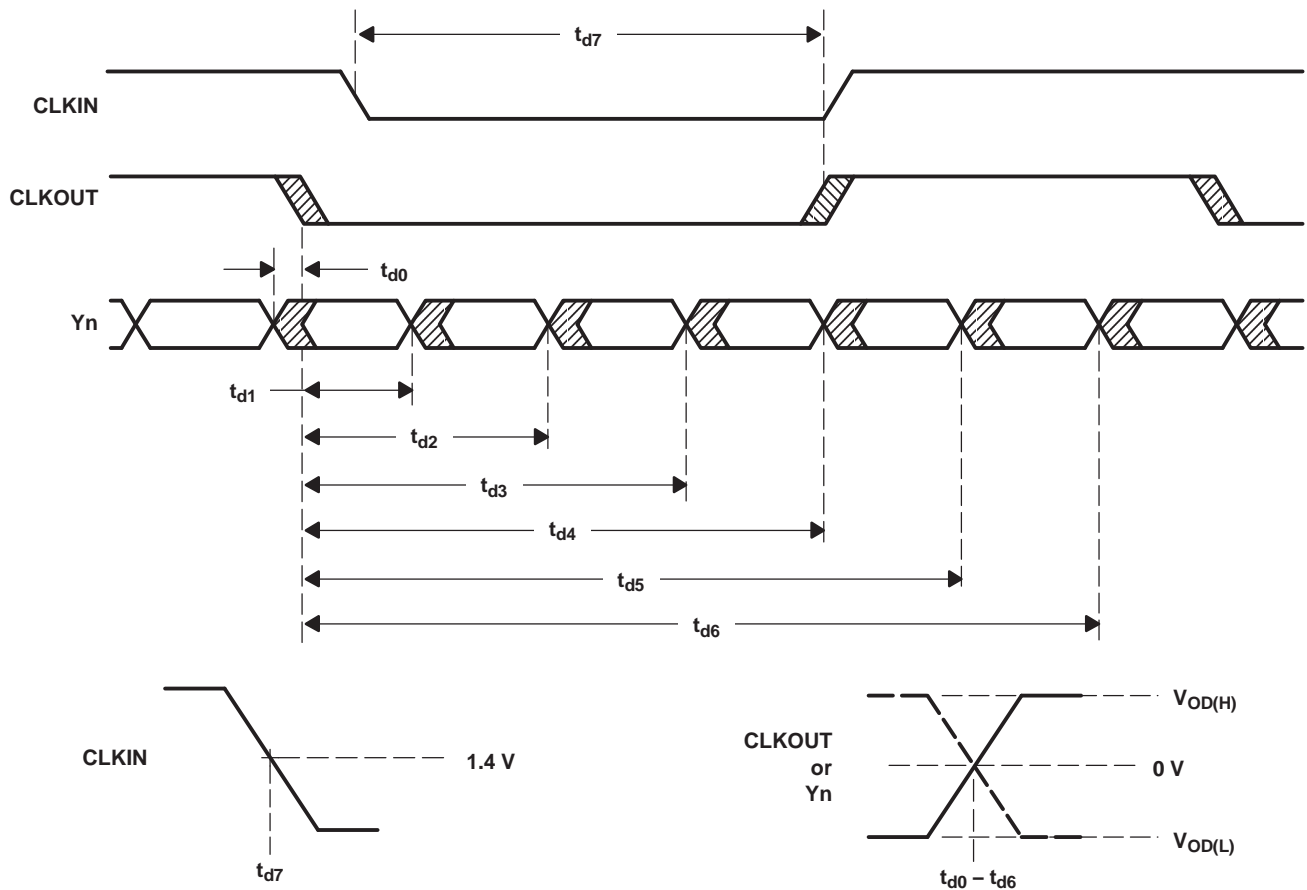 td7
CLKIN
CLKOUT
td0
Yn
td1
td2
td3
td4
td5
td6
CLKIN
1.4 V
td7
CLKOUT
or
Yn
VOD(H)
0 V
VOD(L)
td0 – td6